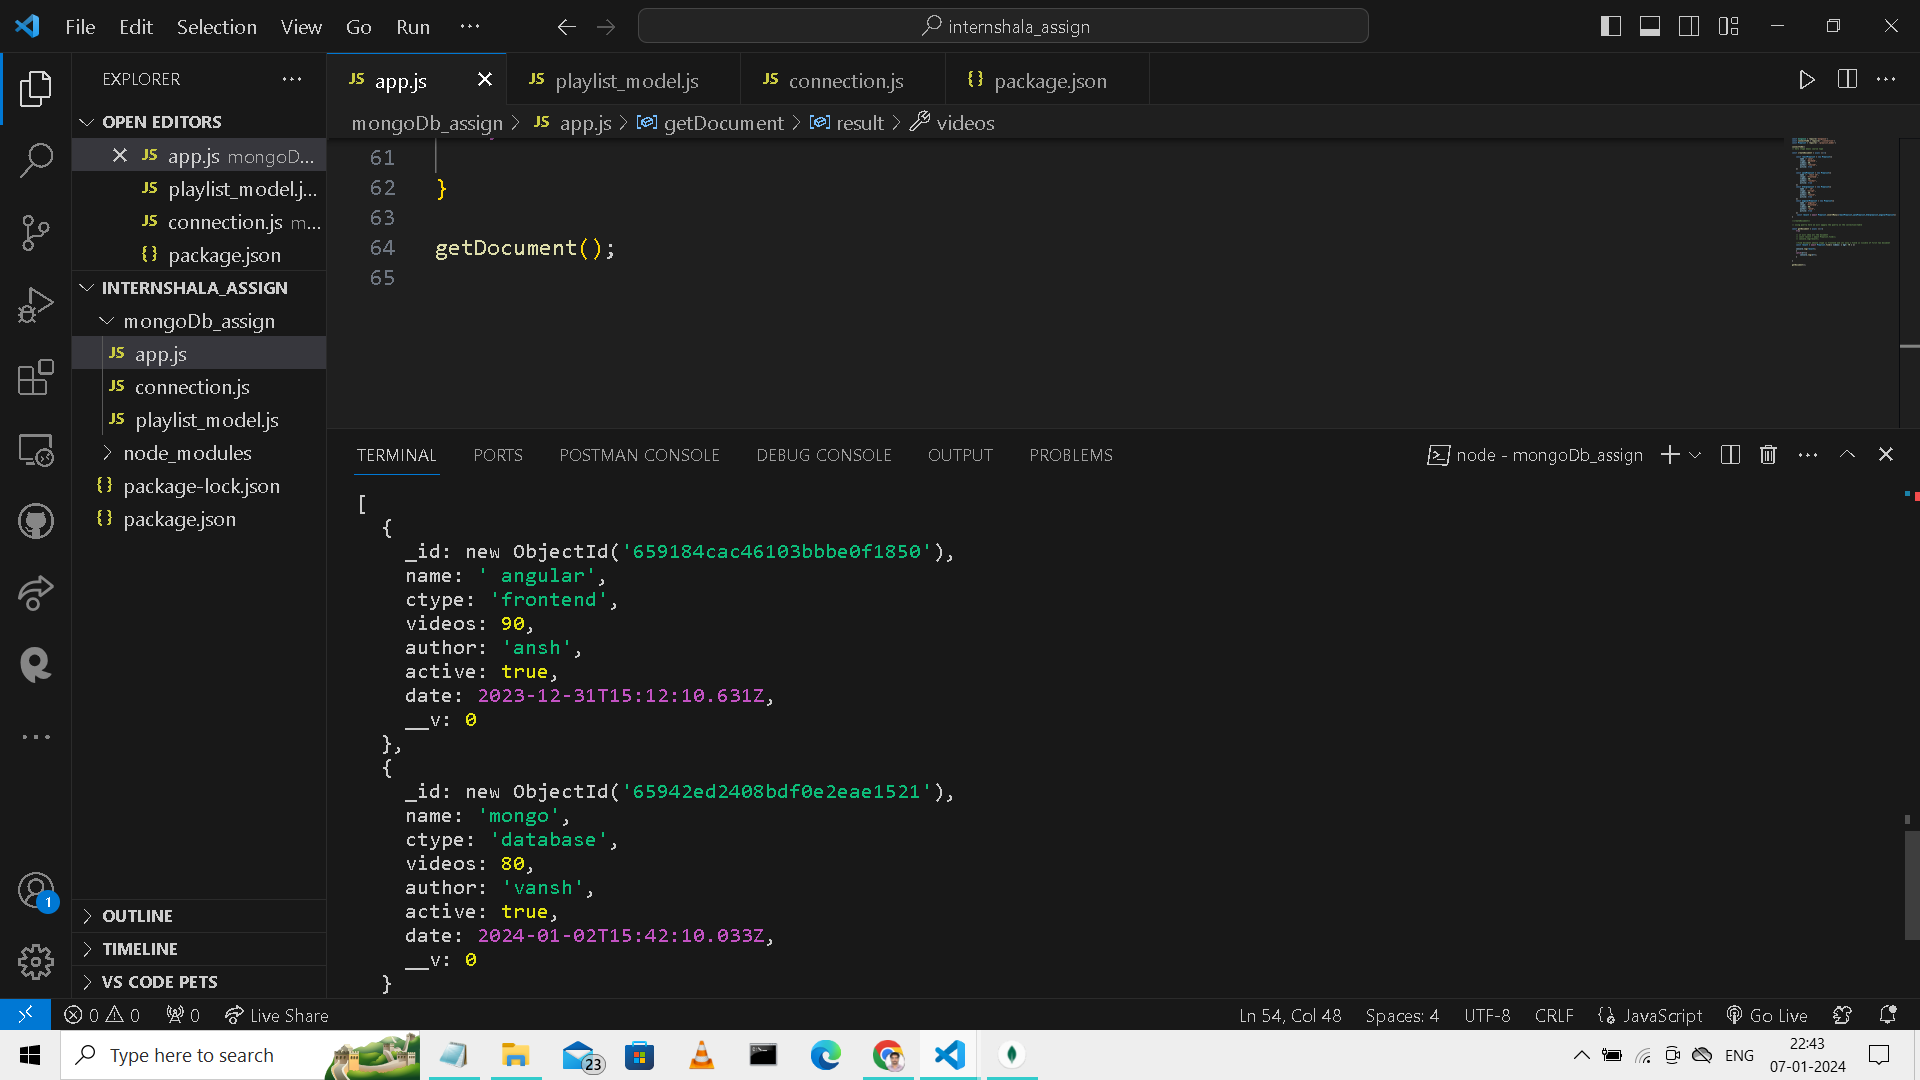 File Edit Selection View Go Run ···
internshala_assign
EXPLORER
OPEN EDITORS
JS app.js mongoD...
JS playlist_model.j...
JS connection.js m...
{} package.json
INTERNSHALA_ASSIGN
mongoDb_assign
JS app.js
JS connection.js
JS playlist_model.js
node_modules
{} package-lock.json
{} package.json
OUTLINE
TIMELINE
VS CODE PETS
1
JS app.js
JS playlist_model.js
JS connection.js
{} package.json
mongoDb_assign > JS app.js > getDocument > result > videos
61
62 }
63
64 getDocument();
65
TERMINAL PORTS POSTMAN CONSOLE DEBUG CONSOLE OUTPUT PROBLEMS
node - mongoDb_assign
[
{
_id: new ObjectId('659184cac46103bbbe0f1850'),
name: ' angular',
ctype: 'frontend',
videos: 90,
author: 'ansh',
active: true,
date: 2023-12-31T15:12:10.631Z,
__v: 0
},
{
_id: new ObjectId('65942ed2408bdf0e2eae1521'),
name: 'mongo',
ctype: 'database',
videos: 80,
author: 'vansh',
active: true,
date: 2024-01-02T15:42:10.033Z,
__v: 0
}
0 0 0 Live Share
Ln 54, Col 48 Spaces: 4 UTF-8 CRLF {} JavaScript Go Live
Type here to search
23
ENG
22:43
07-01-2024